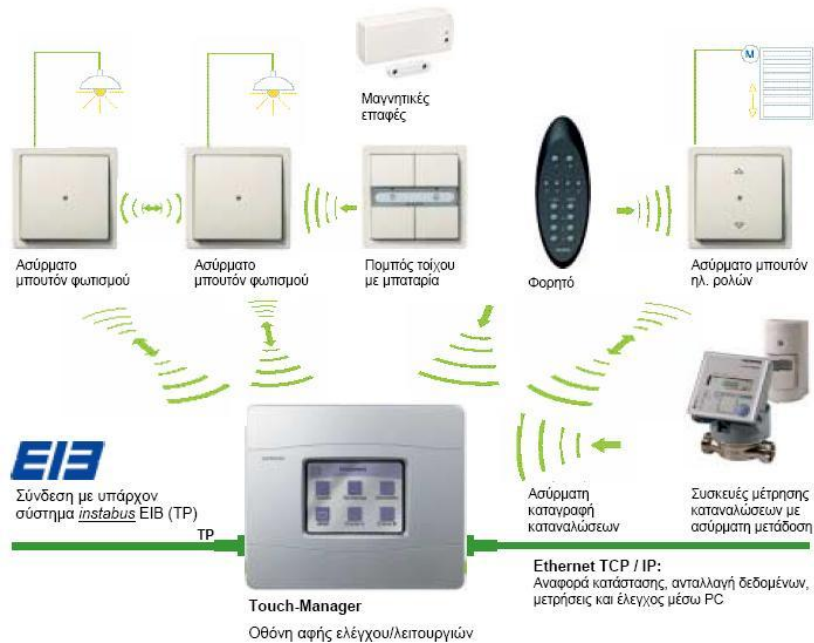 Μαγνητικές
επαφές
M
Ασύρματο
μπουτόν φωτισμού
Ασύρματο
μπουτόν φωτισμού
Πομπός τοίχου
με μπαταρία
Φορητό
Ασύρματο μπουτόν
ηλ. ρολών
EIB
Σύνδεση με υπάρχον
σύστημα instabus EIB (TP)
TP
Ασύρματη
καταγραφή
καταναλώσεων
Συσκευές μέτρησης
καταναλώσεων με
ασύρματη μετάδοση
Ethernet TCP / IP:
Αναφορά κατάστασης, ανταλλαγή δεδομένων,
μετρήσεις και έλεγχος μέσω PC
Touch-Manager
Οθόνη αφής ελέγχου/λειτουργιών